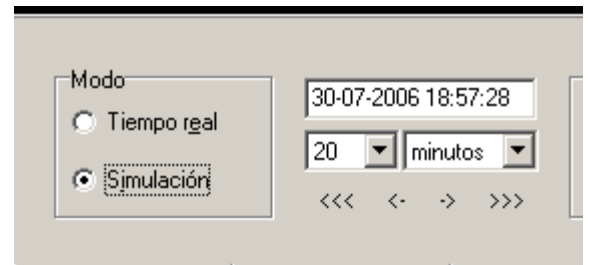 Modo
Tiempo real
Simulación
30-07-2006 18:57:28
20 minutos
<<< <- -> >>>